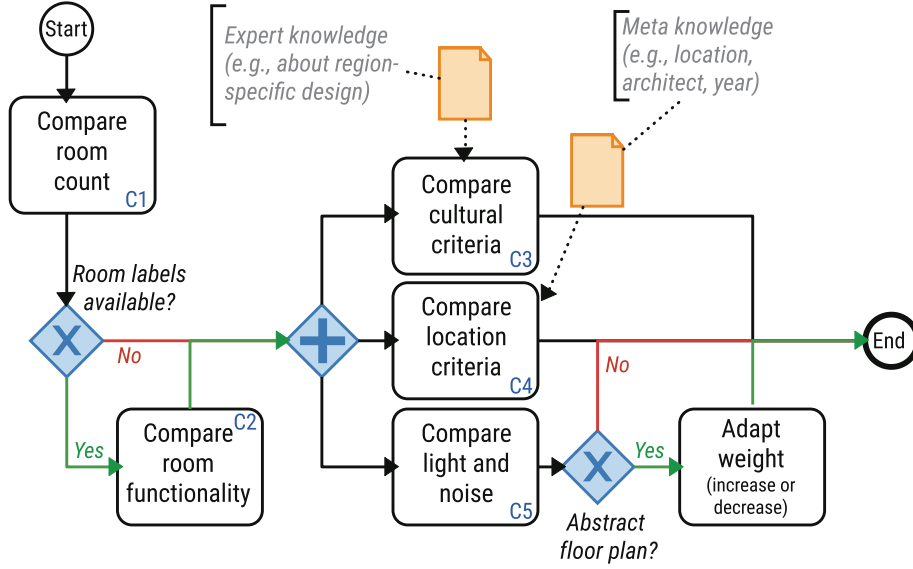 Start
Compare
room
count
C1
Expert knowledge
(e.g., about region-
specific design)
Meta knowledge
(e.g., location,
architect, year)
Room labels
available?
X
No
Yes
Compare
room
functionality
C2
Compare
cultural
criteria
C3
Compare
location
criteria
C4
Compare
light and
noise
C5
X
No
Yes
Abstract
floor plan?
Adapt
weight
(increase or
decrease)
End